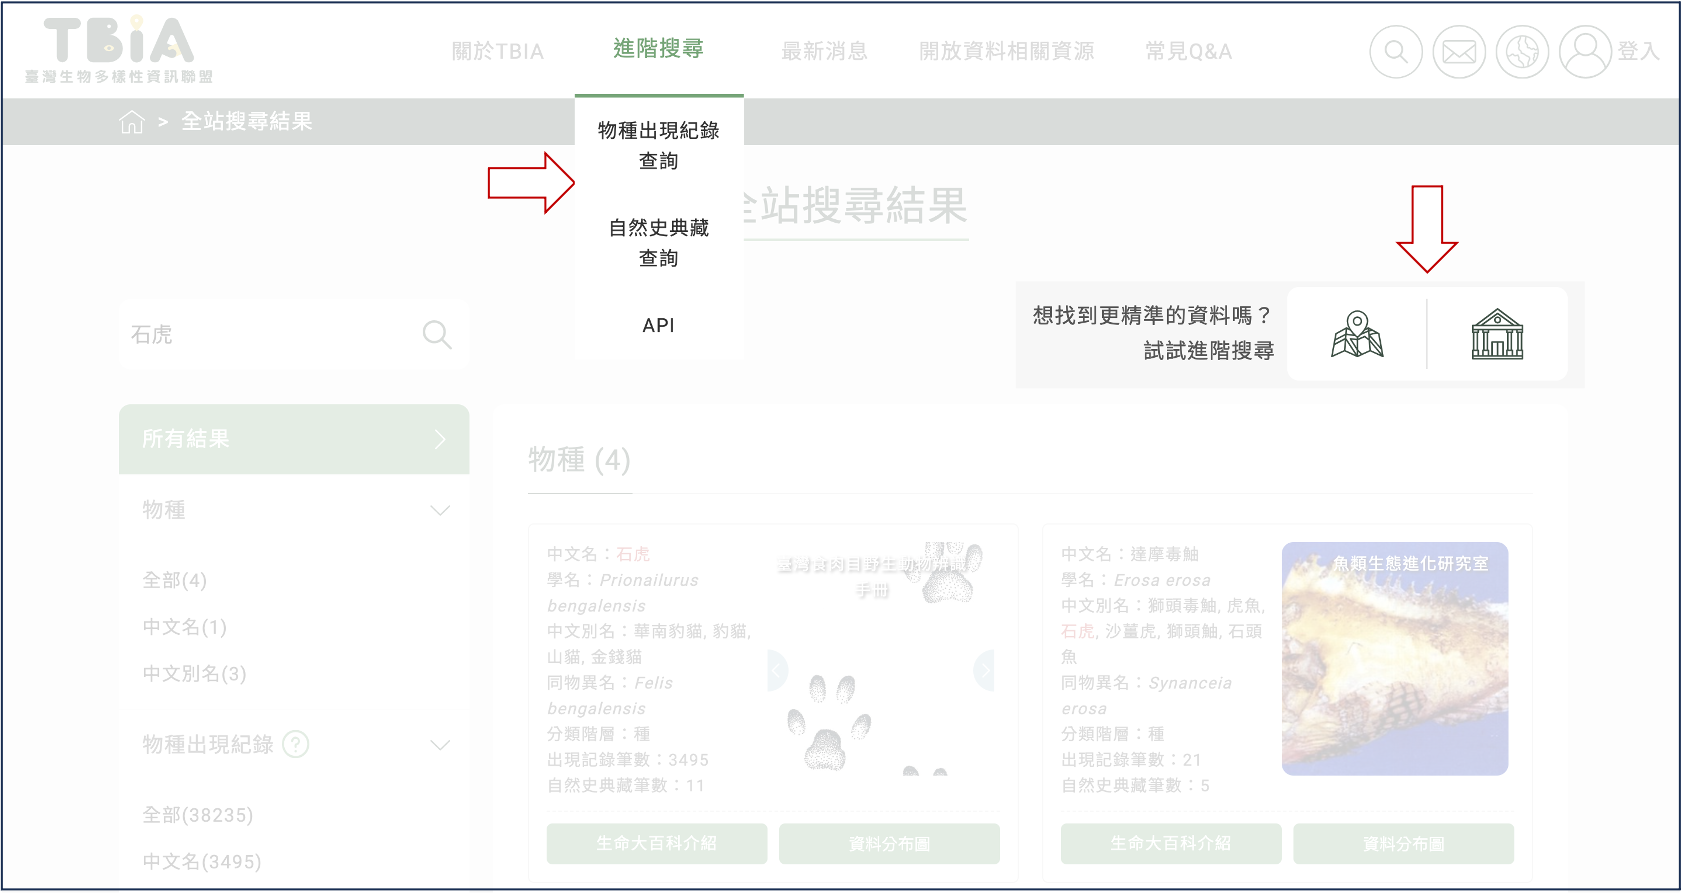 TBIA
臺灣生物多樣性資訊聯盟
關於TBIA
進階搜尋
最新消息
開放資料相關資源
常見Q&A
登入
> 全站搜尋結果
物種出現紀錄
查詢
自然史典藏
查詢
API
全站搜尋結果
想找到更精準的資料嗎？
試試進階搜尋
石虎
所有結果
物種
全部(4)
中文名(1)
中文別名(3)
物種出現紀錄 ?
全部(38235)
中文名(3495)
物種 (4)
中文名：石虎
學名：Prionailurus
bengalensis
中文別名：華南豹貓, 豹貓,
山貓, 金錢貓
同物異名：Felis
bengalensis
分類階層：種
出現記錄筆數：3495
自然史典藏筆數：11
臺灣食肉目野生動物辨識
手冊
生命大百科介紹
資料分布圖
中文名：達摩毒鮋
學名：Erosa erosa
中文別名：獅頭毒鮋, 虎魚,
石虎, 沙薑虎, 獅頭鮋, 石頭
魚
同物異名：Synanceia
erosa
分類階層：種
出現記錄筆數：21
自然史典藏筆數：5
魚類生態進化研究室
生命大百科介紹
資料分布圖